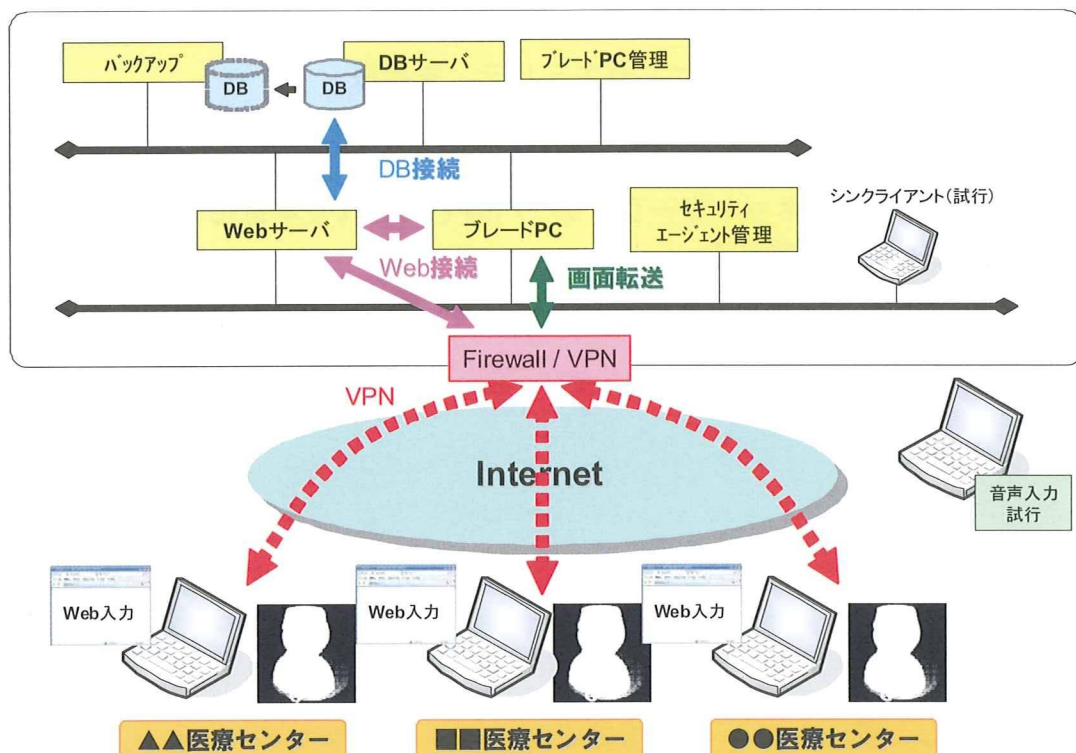 バックアップ
DB
DB
DBサーバ
ブレードPC管理
DB接続
Webサーバ
ブレードPC
セキュリティ
エージェント管理
シンクライアント(試行)
Web接続
画面転送
Firewall / VPN
VPN
Internet
音声入力
試行
Web入力
Web入力
Web入力
▲▲医療センター
■■医療センター
●●医療センター